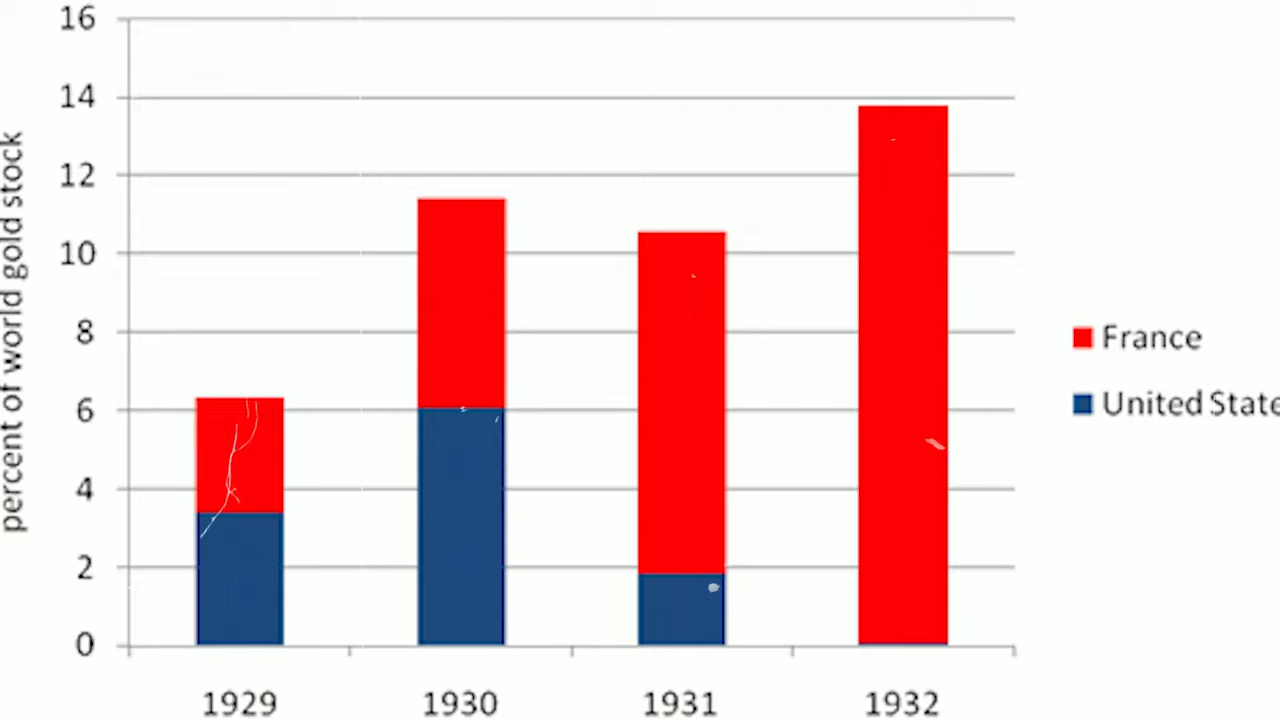 16
14
12
10
8
6
4
2
0
percent of world gold stock
1929 1930 1931 1932
France
United State